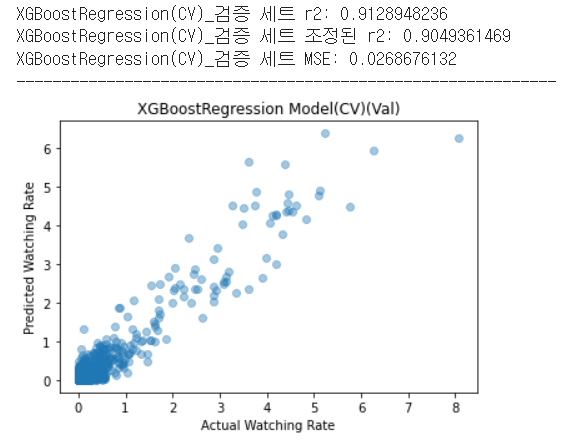 XGBoostRegression(CV)_검증 세트 r2: 0.9128948236
XGBoostRegression(CV)_검증 세트 조정된 r2: 0.9049361469
XGBoostRegression(CV)_검증 세트 MSE: 0.0268676132
------------------------------------------------------------
XGBoostRegression Model(CV)(Val)
6
5
4
3
2
1
0
Predicted Watching Rate
0 1 2 3 4 5 6 7 8
Actual Watching Rate